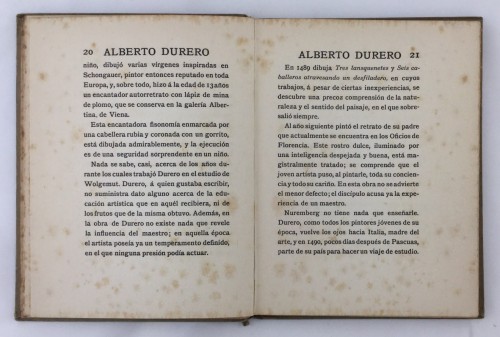 20 ALBERTO DURERO
niño, dibujó varias vírgenes inspiradas en
Schongauer, pintor entonces reputado en toda
Europa, y, sobre todo, hizo á la edad de 13 años
un encantador autorretrato con lápiz de mina
de plomo, que se conserva en la galería Alber-
tina, de Viena.
Esta encantadora fisonomía enmarcada por
una cabellera rubia y coronada con un gorrito,
está dibujada admirablemente, y la ejecución
es de una seguridad sorprendente en un niño.
Nada se sabe, casi, acerca de los años du-
rante los cuales trabajó Durero en el estudio de
Wolgemut. Durero, á quien gustaba escribir,
no suministra dato alguno acerca de la edu-
cación artística que en aquél recibiera, ni de
los frutos que de la misma obtuvo. Además, en
la obra de Durero no existe nada que revele
la influencia del maestro; en aquella época
el artista poseía ya un temperamento definido,
en el que ninguna presión podía actuar.
ALBERTO DURERO 21
En 1489 dibuja Tres lansquenetes y Seis ca-
balleros atravesando un desfiladero, en cuyos
trabajos, á pesar de ciertas inexperiencias, se
descubre una precoz comprensión de la natu-
raleza y el sentido del paisaje, en el que sobre-
salió siempre.
Al año siguiente pintó el retrato de su padre
que actualmente se encuentra en los Oficios de
Florencia. Este rostro dulce, iluminado por
una inteligencia despejada y buena, está ma-
gistralmente tratado; se comprende que el
joven artista puso, al pintarle, toda su concien-
cia y todo su cariño. En esta obra no se advierte
el menor defecto; el discípulo acusa ya la expe-
riencia de un maestro.
Nuremberg no tiene nada que enseñarle.
Durero, como todos los pintores jóvenes de su
época, vuelve los ojos hacia Italia, madre del
arte, y en 1490, pocos días después de Pascuas,
parte de su país para hacer un viaje de estudio.